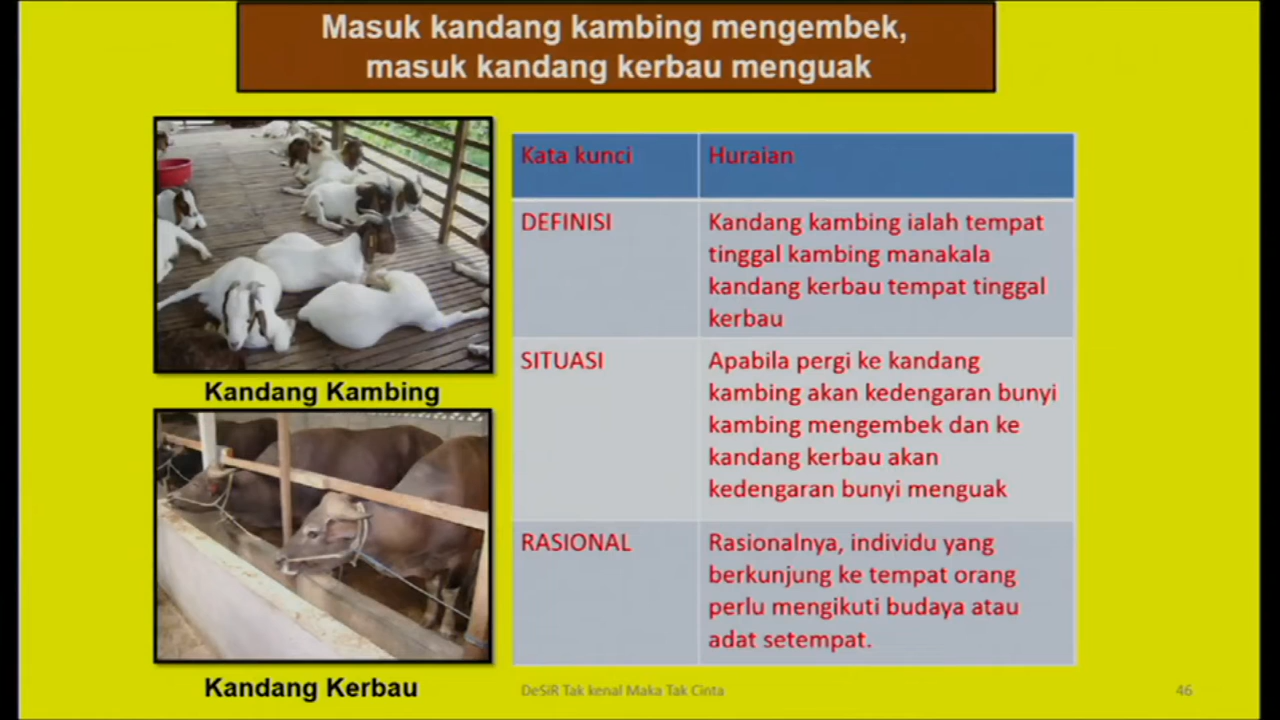 Masuk kandang kambing mengembek,
masuk kandang kerbau menguak
Kandang Kambing
Kandang Kerbau
Kata kunci
Huraian
DEFINISI
Kandang kambing ialah tempat
tinggal kambing manakala
kandang kerbau tempat tinggal
kerbau
SITUASI
Apabila pergi ke kandang
kambing akan kedengaran bunyi
kambing mengembek dan ke
kandang kerbau akan
kedengaran bunyi menguak
RASIONAL
Rasionalnya, individu yang
berkunjung ke tempat orang
perlu mengikuti budaya atau
adat setempat.
DeSiR Tak kenal Maka Tak Cinta
46